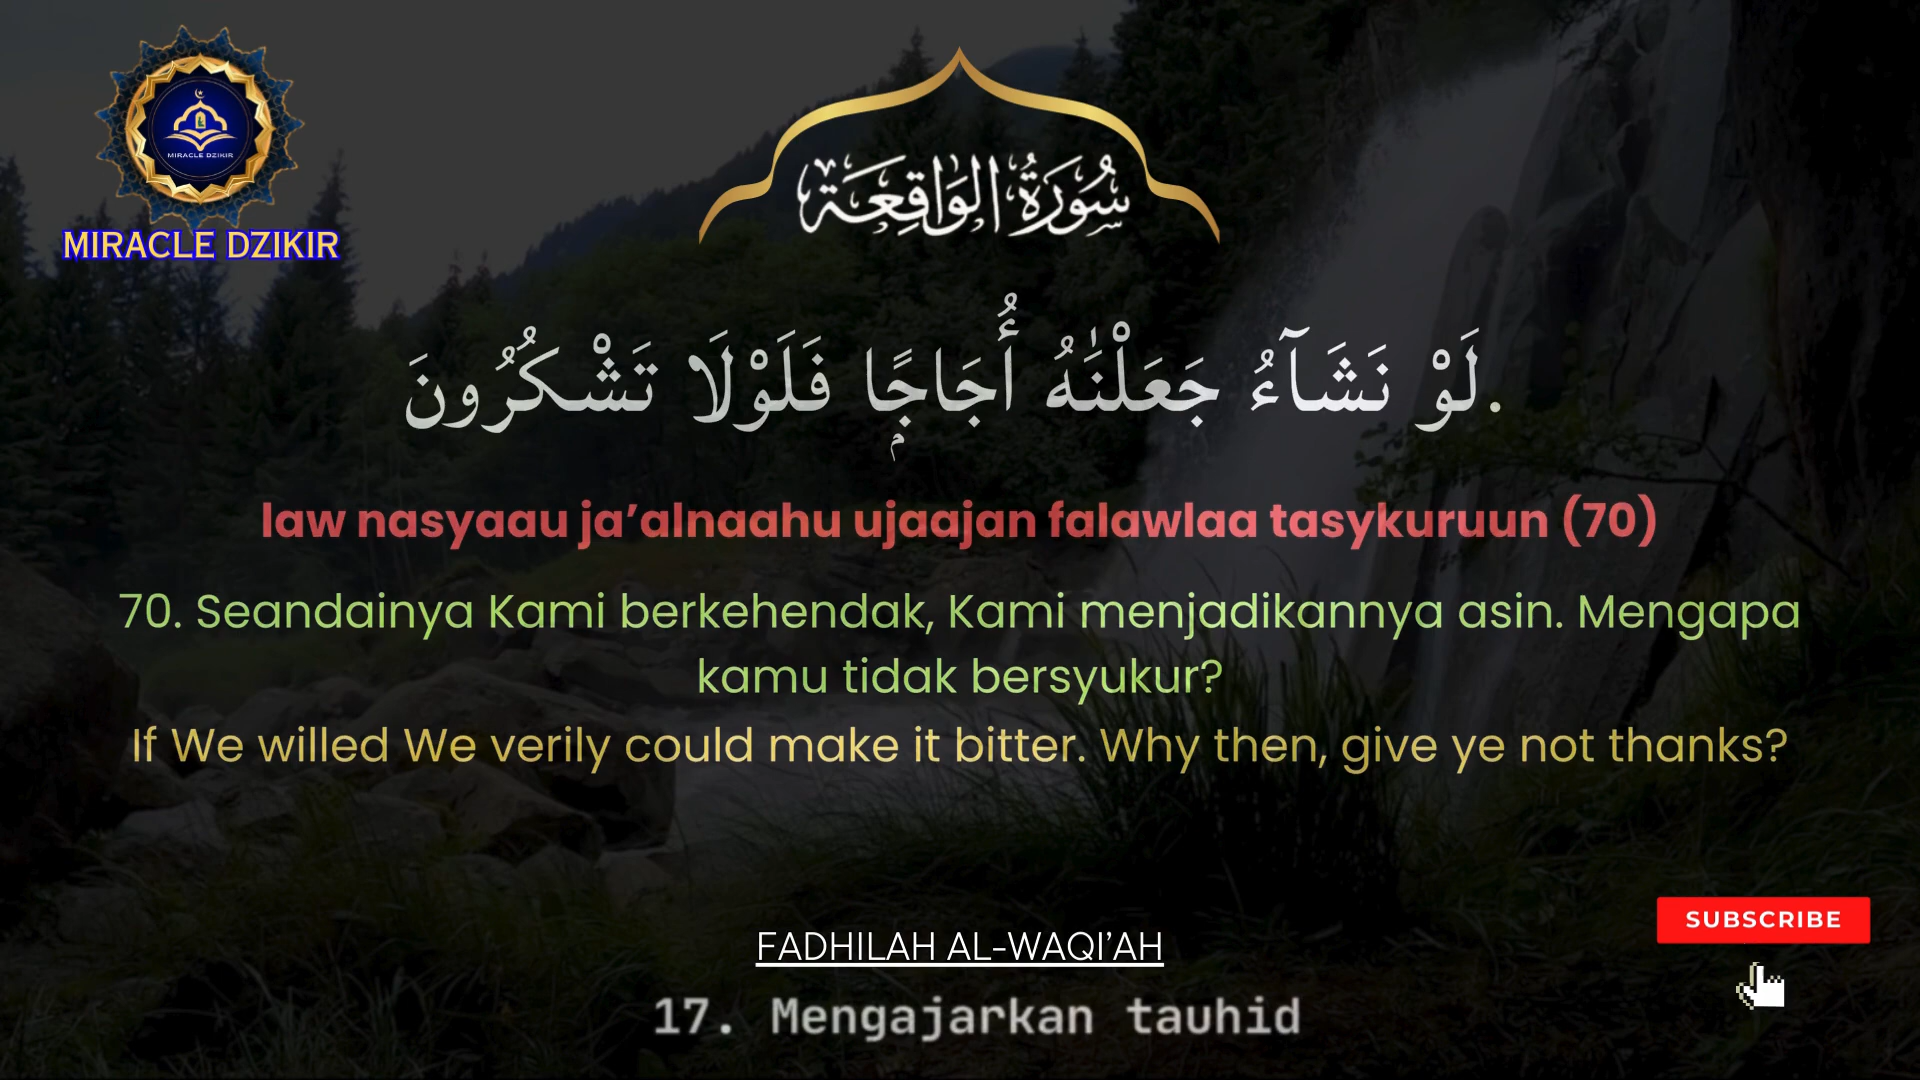 MIRACLE DZIKIR
MIRACLE DZIKIR
سُورَةُ الوَاقِعَة
لَوْ نَشَآءُ جَعَلْنٰهُ أُجَاجًۭا فَلَوْلَا تَشْكُرُونَ.
law nasyaau ja’alnaahu ujaajan falawlaa tasykuruun (70)
70. Seandainya Kami berkehendak, Kami menjadikannya asin. Mengapa
kamu tidak bersyukur?
If We willed We verily could make it bitter. Why then, give ye not thanks?
SUBSCRIBE
FADHILAH AL-WAQI’AH
17. Mengajarkan tauhid